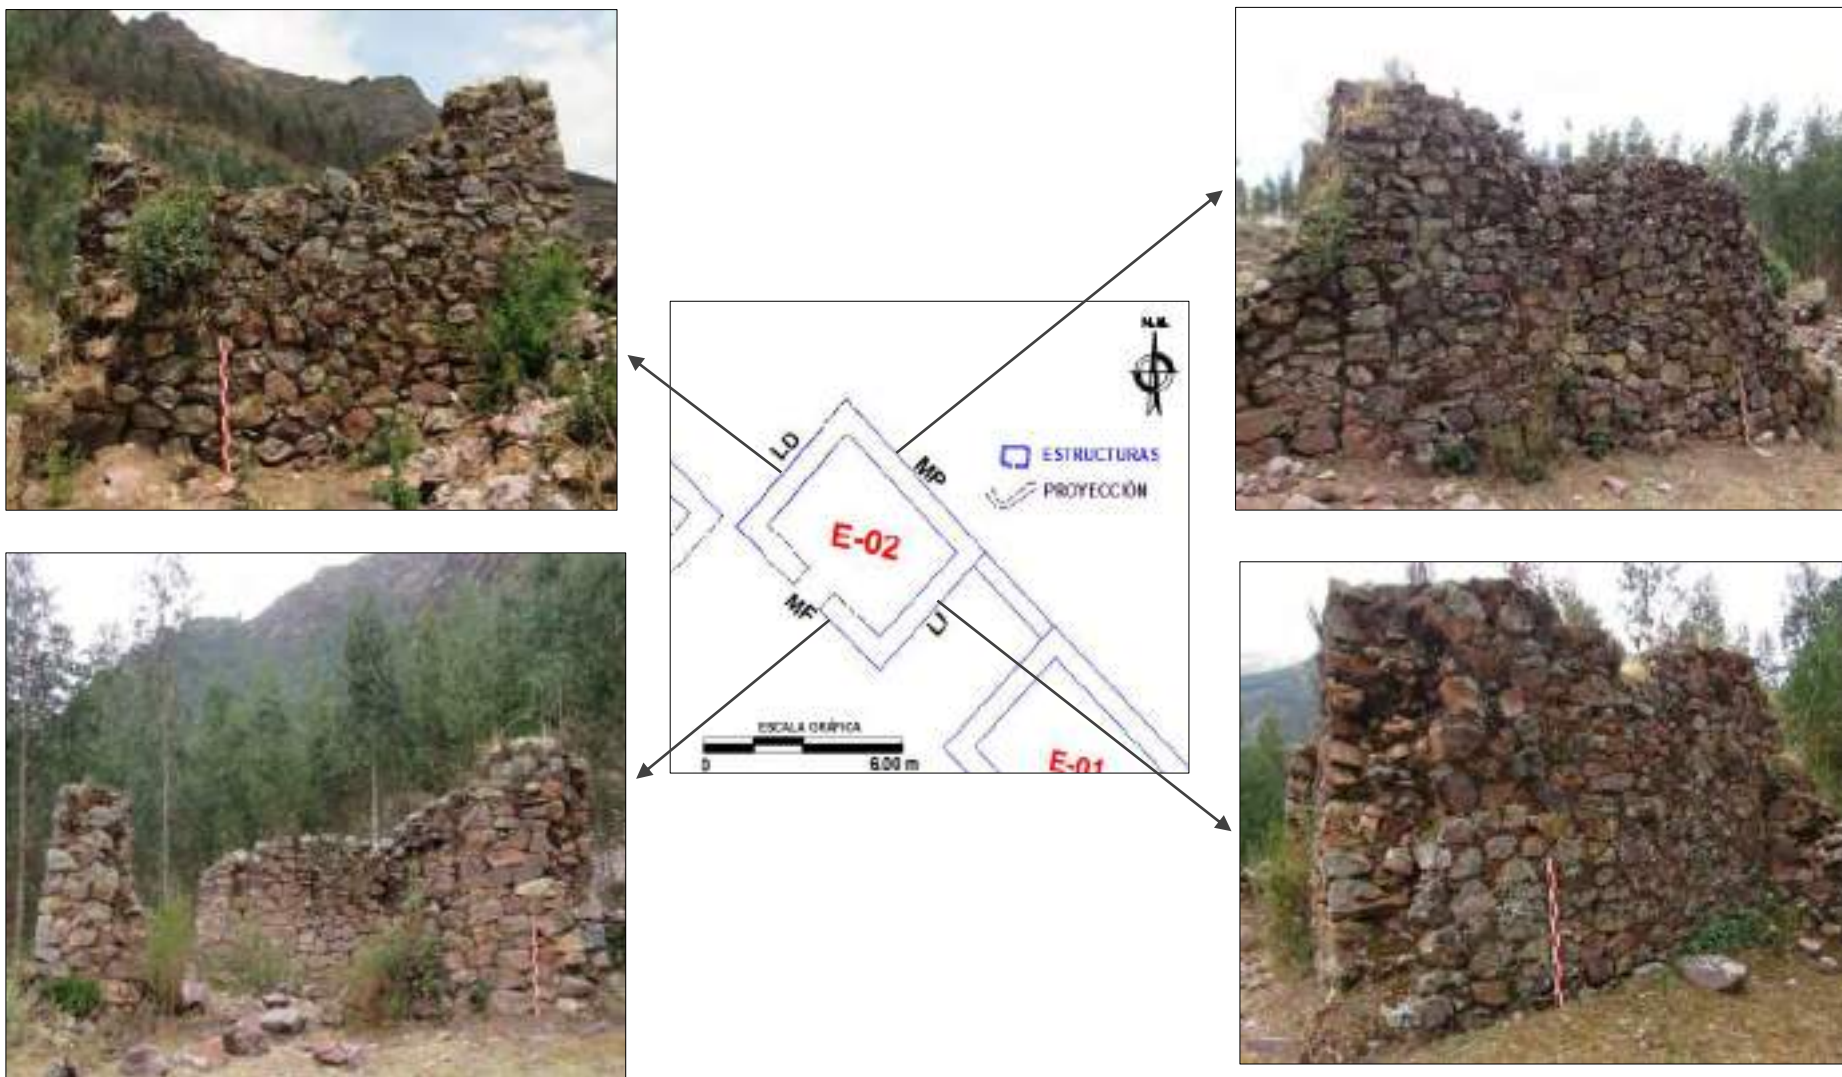 N.M.
LD
MP
ESTRUCTURAS
PROYECCIÓN
E-02
MF
LI
ESCALA GRÁFICA
0 6.00 m
E-01